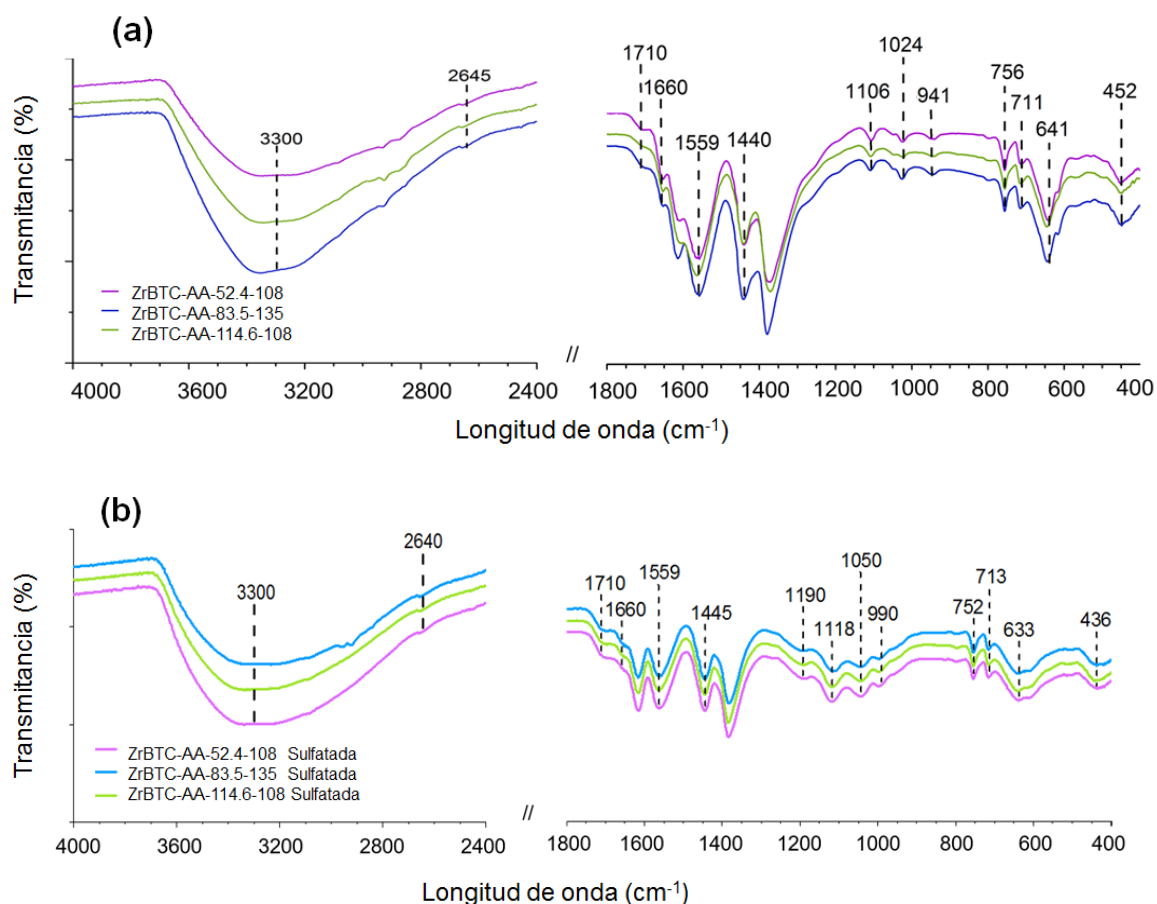 (a)
Transmitancia (%)
3300
2645
1710
1660
1559
1440
1106
1024
941
756
711
641
452
ZrBTC-AA-52.4-108
ZrBTC-AA-83.5-135
ZrBTC-AA-114.6-108
//
4000 3600 3200 2800 2400 1800 1600 1400 1200 1000 800 600 400
Longitud de onda (cm-1)
(b)
Transmitancia (%)
3300
2640
1710
1660
1559
1445
1190
1118
1050
990
752
713
633
436
ZrBTC-AA-52.4-108 Sulfatada
ZrBTC-AA-83.5-135 Sulfatada
ZrBTC-AA-114.6-108 Sulfatada
//
4000 3600 3200 2800 2400 1800 1600 1400 1200 1000 800 600 400
Longitud de onda (cm-1)